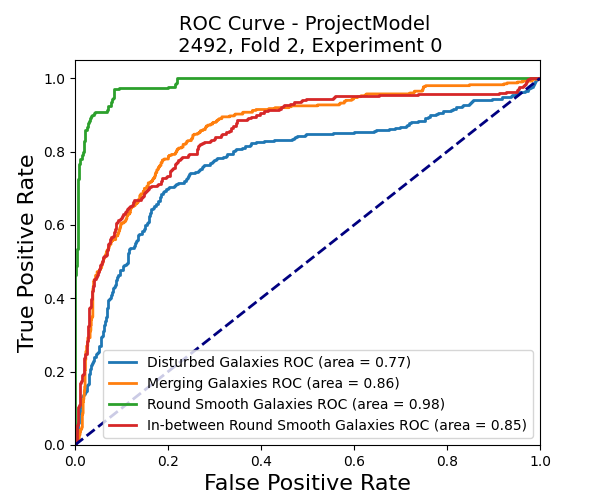 ROC Curve - ProjectModel
2492, Fold 2, Experiment 0
True Positive Rate
1.0
0.8
0.6
0.4
0.2
0.0
Disturbed Galaxies ROC (area = 0.77)
Merging Galaxies ROC (area = 0.86)
Round Smooth Galaxies ROC (area = 0.98)
In-between Round Smooth Galaxies ROC (area = 0.85)
0.0 0.2 0.4 0.6 0.8 1.0
False Positive Rate